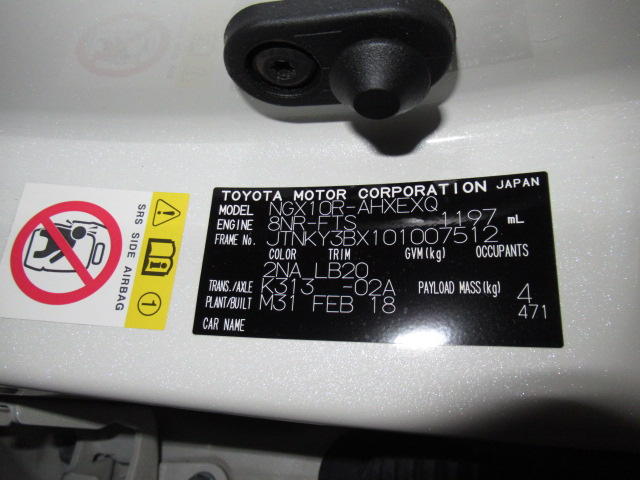 TOYOTA MOTOR CORPORATION JAPAN
MODEL NGX10R-AHXEXQ
ENGINE 8NR-FTS 1197 mL
FRAME No. JTNKY3BX101007512
COLOR TRIM GVM(kg) OCCUPANTS
2NA LB20
TRANS./AXLE K313 -02A PAYLOAD MASS(kg) 4
PLANT/BUILT M31 FEB 18 471
CAR NAME
SRS SIDE AIRBAG
1